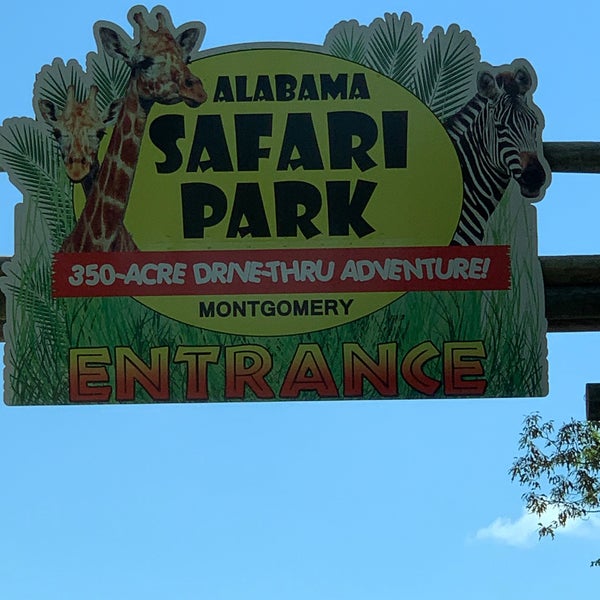 ALABAMA
SAFARI
PARK
350-ACRE DRIVE-THRU ADVENTURE!
MONTGOMERY
ENTRANCE